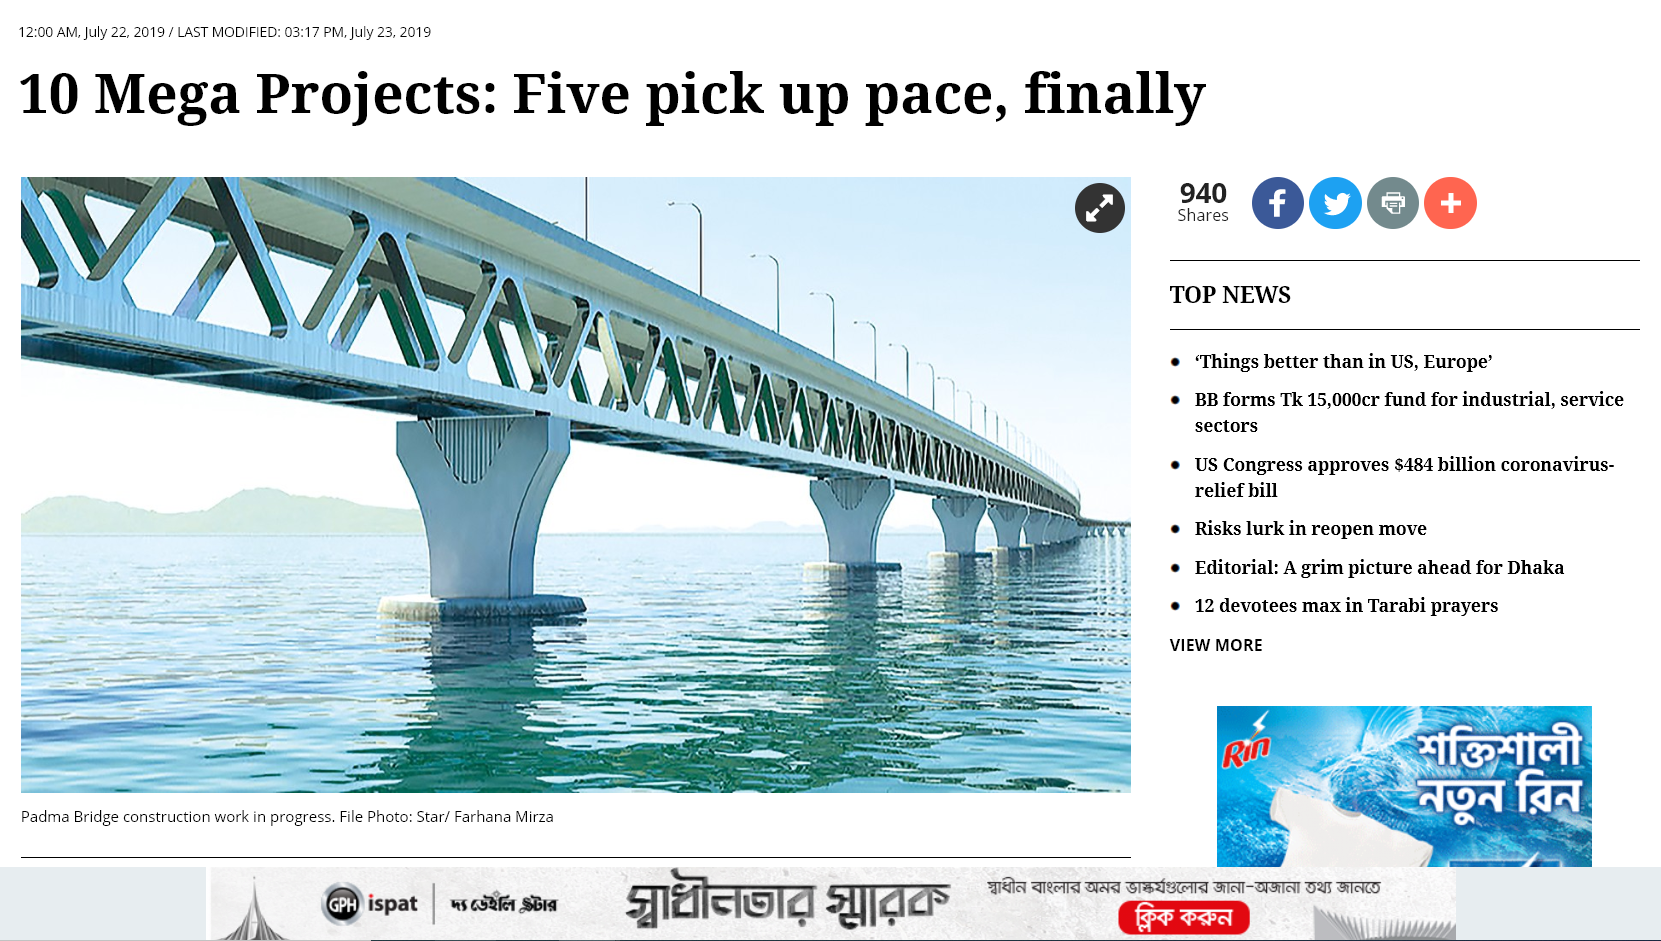 12:00 AM, July 22, 2019 / LAST MODIFIED: 03:17 PM, July 23, 2019
10 Mega Projects: Five pick up pace, finally
940
Shares
TOP NEWS
‘Things better than in US, Europe’
BB forms Tk 15,000cr fund for industrial, service
sectors
US Congress approves $484 billion coronavirus-
relief bill
Risks lurk in reopen move
Editorial: A grim picture ahead for Dhaka
12 devotees max in Tarabi prayers
VIEW MORE
Rin
শক্তিশালী
নতুন রিন
Padma Bridge construction work in progress. File Photo: Star/ Farhana Mirza
GPH ispat
দ্য ডেইলি স্টার
স্বাধীনতার স্মারক
স্বাধীন বাংলার অমর ভাস্কর্যগুলোর জানা-অজানা তথ্য জানতে
ক্লিক করুন